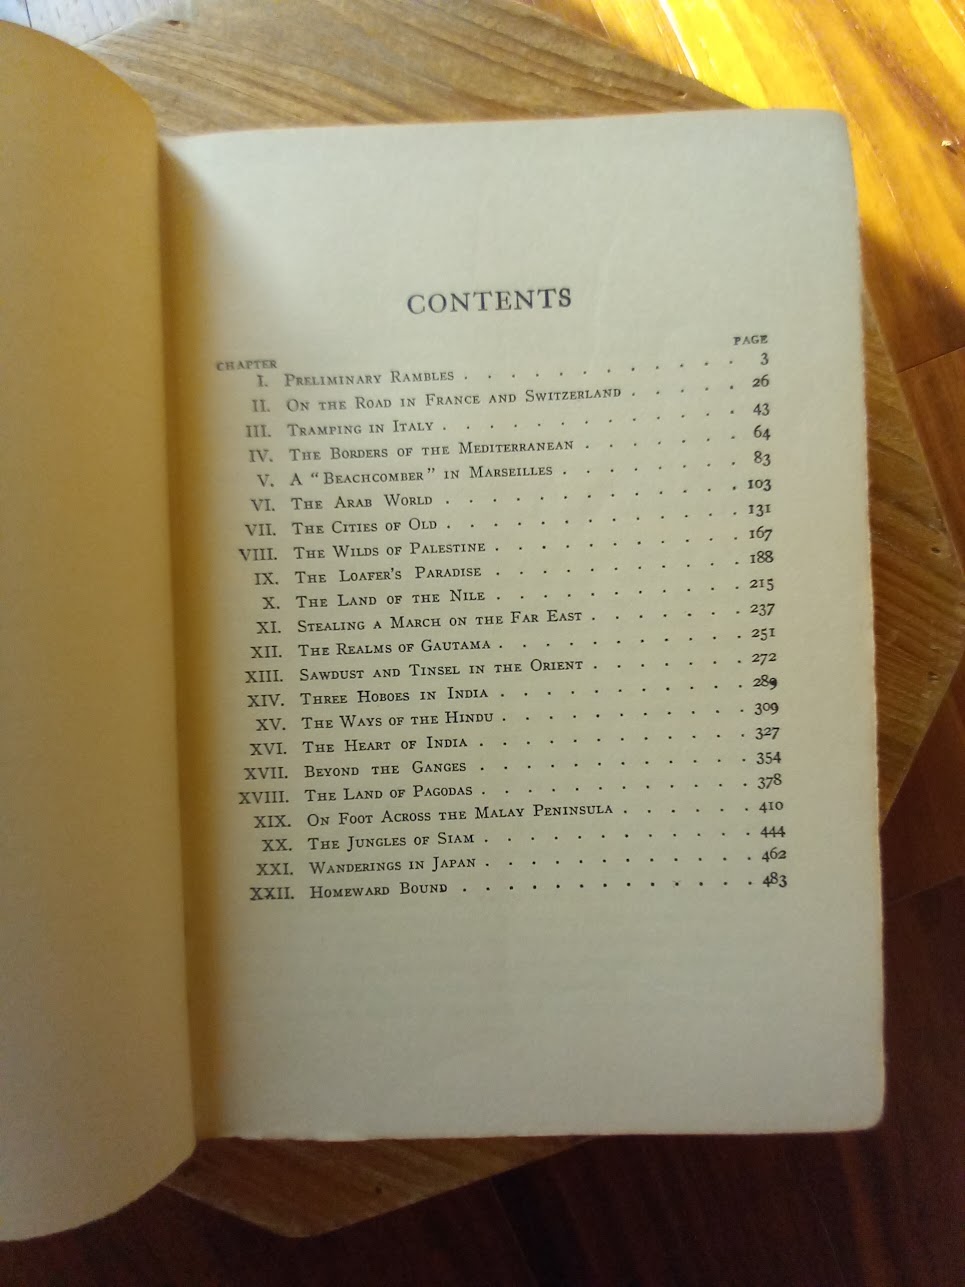 CONTENTS
CHAPTER PAGE
I. PRELIMINARY RAMBLES . . . . . . . . . . . . 3
II. ON THE ROAD IN FRANCE AND SWITZERLAND . . . . 26
III. TRAMPING IN ITALY . . . . . . . . . . . . 43
IV. THE BORDERS OF THE MEDITERRANEAN . . . . . 64
V. A "BEACHCOMBER" IN MARSEILLES . . . . . . 83
VI. THE ARAB WORLD . . . . . . . . . . . . 103
VII. THE CITIES OF OLD . . . . . . . . . . . . 131
VIII. THE WILDS OF PALESTINE . . . . . . . . . . 167
IX. THE LOAFER'S PARADISE . . . . . . . . . . 188
X. THE LAND OF THE NILE . . . . . . . . . . 215
XI. STEALING A MARCH ON THE FAR EAST . . . . . 237
XII. THE REALMS OF GAUTAMA . . . . . . . . . . 251
XIII. SAWDUST AND TINSEL IN THE ORIENT . . . . . 272
XIV. THREE HOBOES IN INDIA . . . . . . . . . . 289
XV. THE WAYS OF THE HINDU . . . . . . . . . . 309
XVI. THE HEART OF INDIA . . . . . . . . . . . 327
XVII. BEYOND THE GANGES . . . . . . . . . . . 354
XVIII. THE LAND OF PAGODAS . . . . . . . . . . . 378
XIX. ON FOOT ACROSS THE MALAY PENINSULA . . . . 410
XX. THE JUNGLES OF SIAM . . . . . . . . . . . 444
XXI. WANDERINGS IN JAPAN . . . . . . . . . . . 462
XXII. HOMEWARD BOUND . . . . . . . . . . . . 483